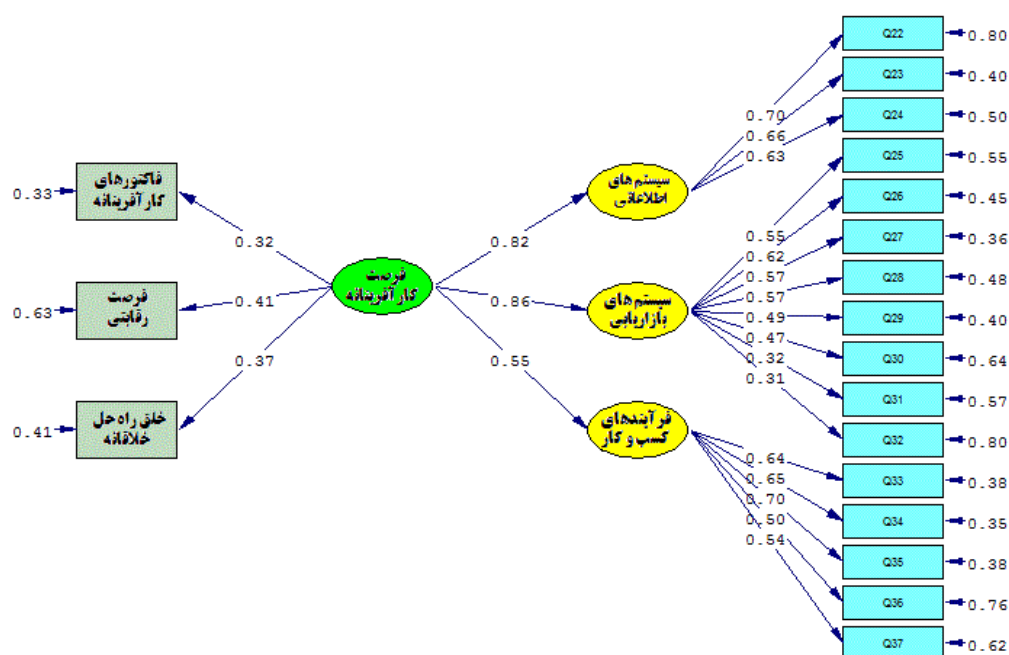 Q22
0.80
Q23
0.40
Q24
0.50
Q25
0.55
Q26
0.45
Q27
0.36
Q28
0.48
Q29
0.40
Q30
0.64
Q31
0.57
Q32
0.80
Q33
0.38
Q34
0.35
Q35
0.38
Q36
0.76
Q37
0.62
0.70
0.66
0.63
0.55
0.62
0.57
0.57
0.49
0.47
0.32
0.31
0.64
0.65
0.70
0.50
0.54
سیستم های
اطلاعاتی
سیستم های
بازاریابی
فرآیندهای
کسب و کار
0.82
0.86
0.55
فرصت
کارآفرینانه
0.32
0.41
0.37
فاکتورهای
کارآفرینانه
0.33
فرصت
رقابتی
0.63
خلق راه حل
خلاقانه
0.41